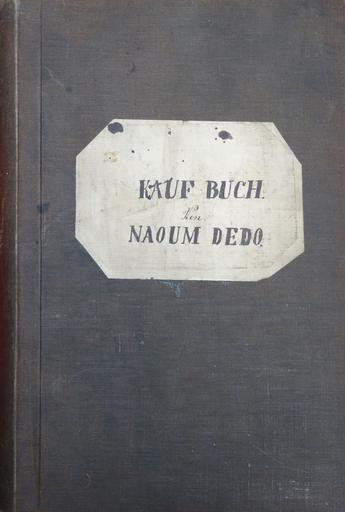 KAUF BUCH.
Von
NAOUM DEDO.